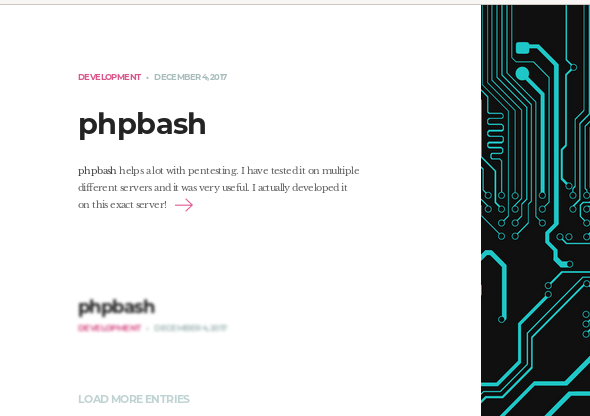 DEVELOPMENT • DECEMBER 4, 2017
phpbash
phpbash helps a lot with pentesting. I have tested it on multiple
different servers and it was very useful. I actually developed it
on this exact server!
phpbash
DEVELOPMENT • DECEMBER 4, 2017
LOAD MORE ENTRIES